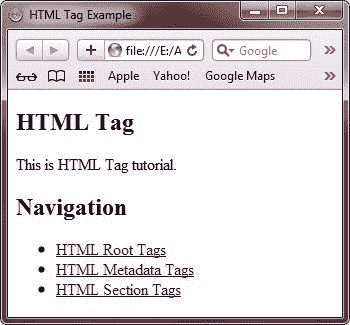 HTML Tag Example
file:///E:/A
Google
Apple Yahoo! Google Maps
HTML Tag
This is HTML Tag tutorial.
Navigation
HTML Root Tags
HTML Metadata Tags
HTML Section Tags